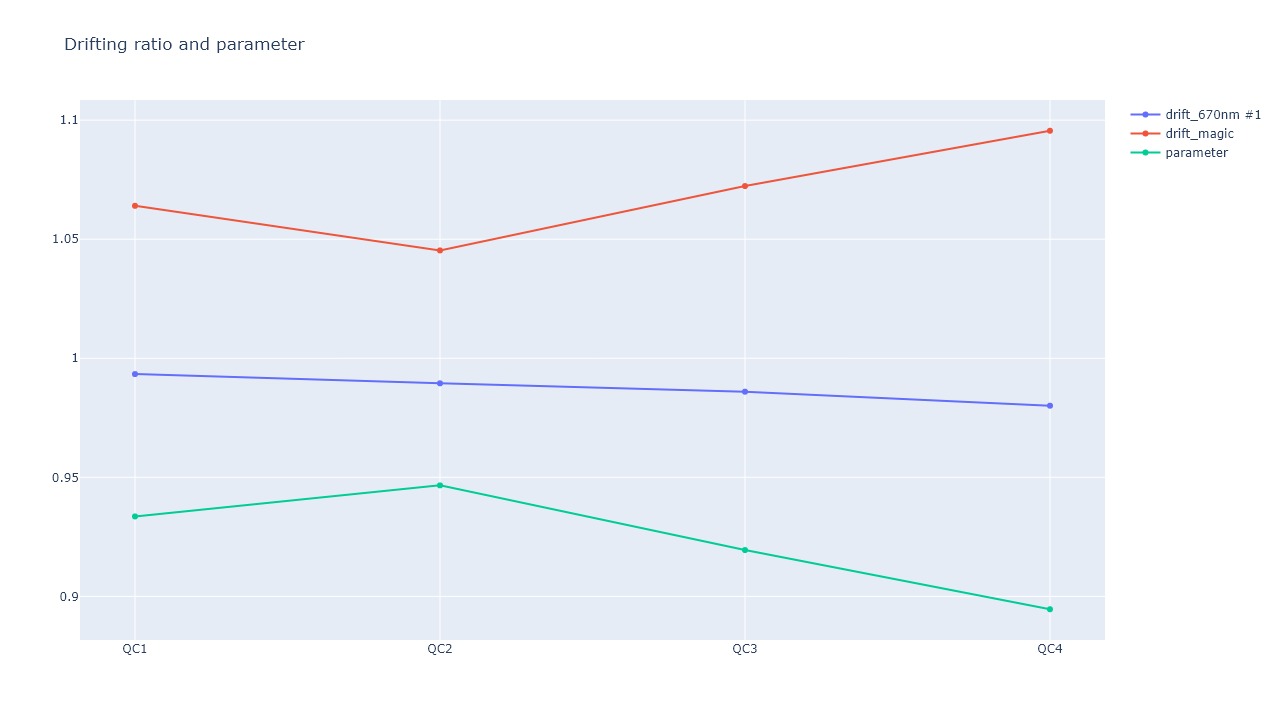 Drifting ratio and parameter
1.1
1.05
1
0.95
0.9
QC1 QC2 QC3 QC4
drift_670nm #1
drift_magic
parameter